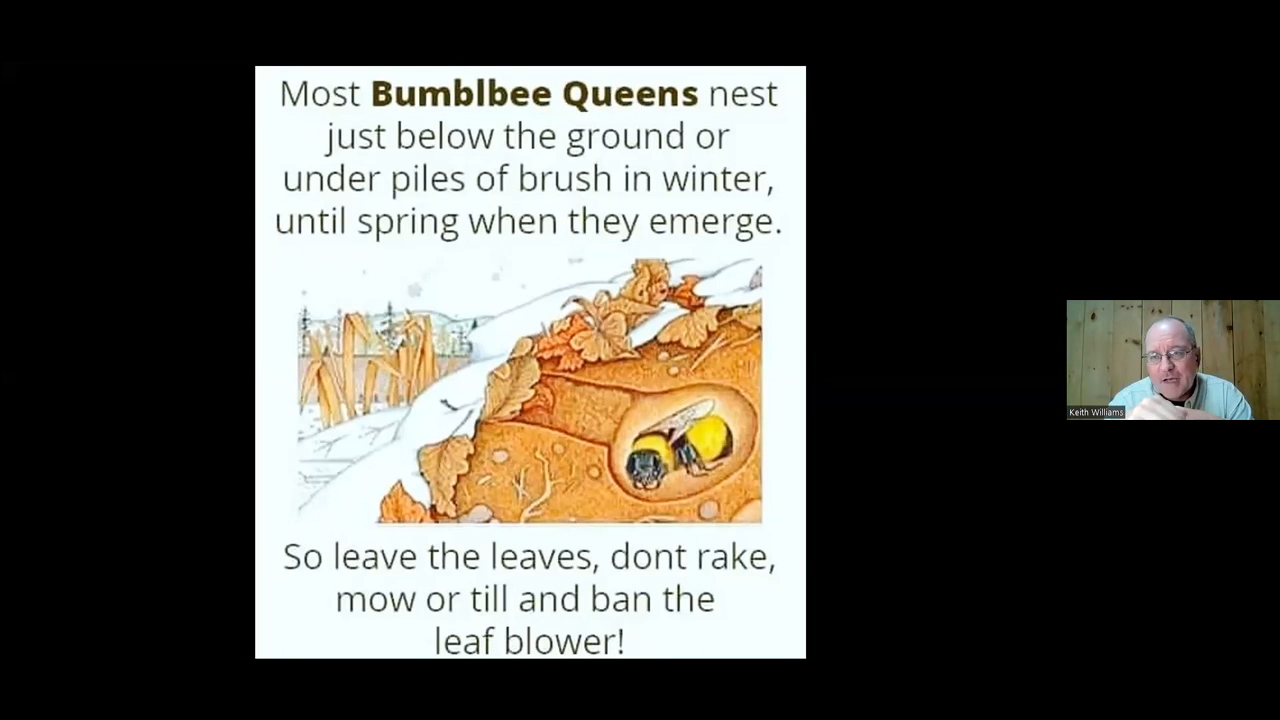 Most Bumblbee Queens nest
just below the ground or
under piles of brush in winter,
until spring when they emerge.
So leave the leaves, dont rake,
mow or till and ban the
leaf blower!
Keith Williams